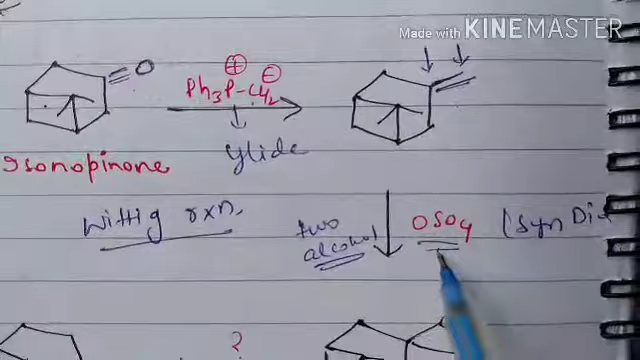 Made with KINEMASTER
O
⊕ ⊖
Ph3P-CH2
Ylide
Isonopinone
Wittig rxn.
two
alcohol
OSO4 (Syn Di
?